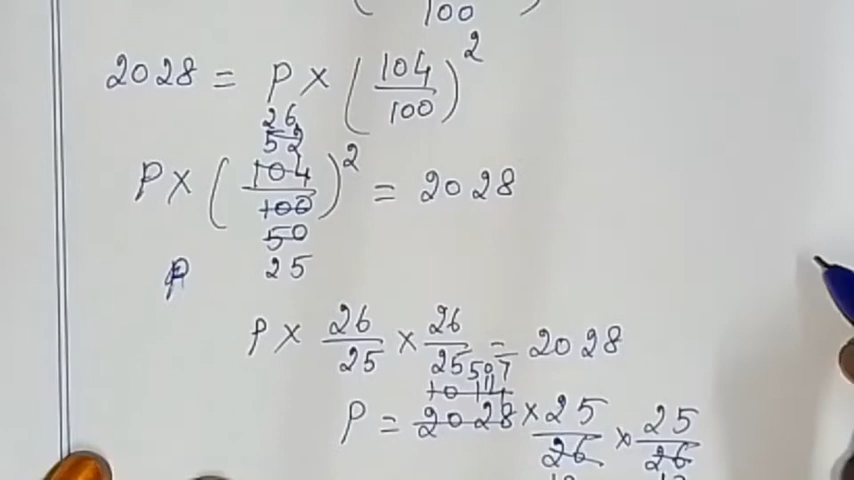 100
2028 = P × (104/100)²
26
52
P × (104/100)² = 2028
50
P 25
P × 26/25 × 26/25 = 2028
507
1014
P = 2028 × 25/26 × 25/26